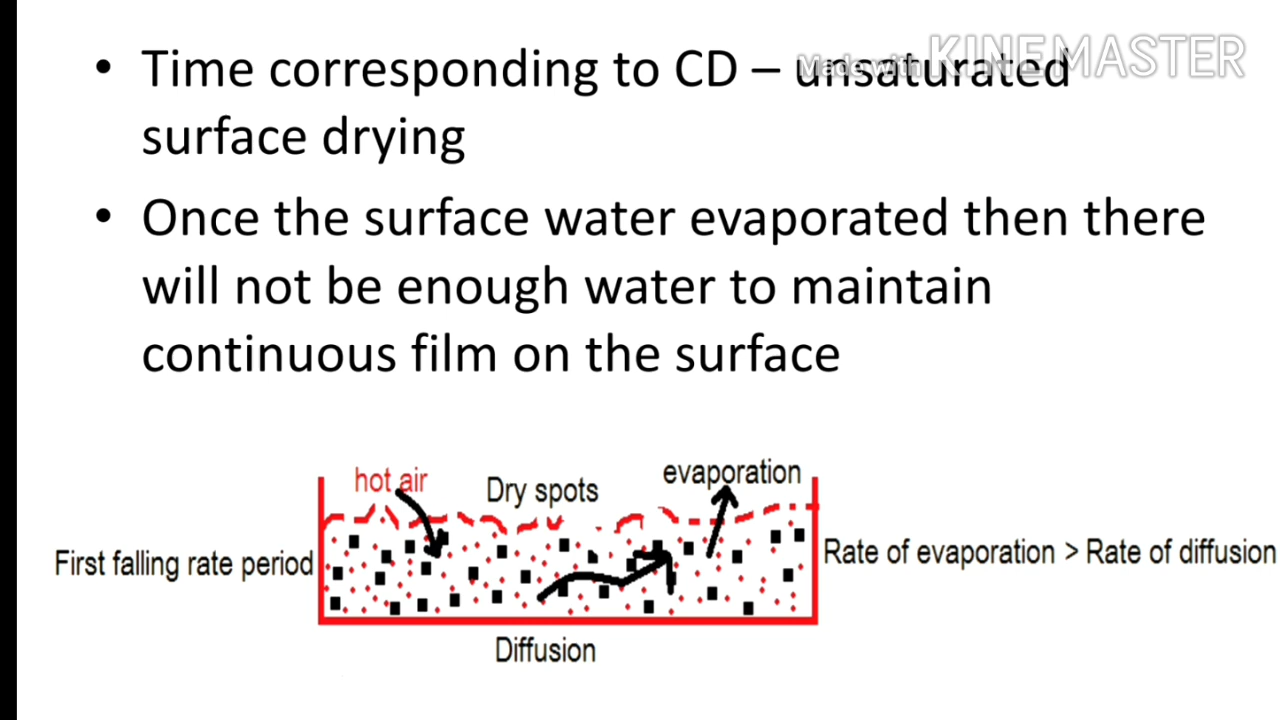 Made with KINEMASTER
• Time corresponding to CD – unsaturated
surface drying
• Once the surface water evaporated then there
will not be enough water to maintain
continuous film on the surface
hot air
Dry spots
evaporation
First falling rate period
Rate of evaporation > Rate of diffusion
Diffusion